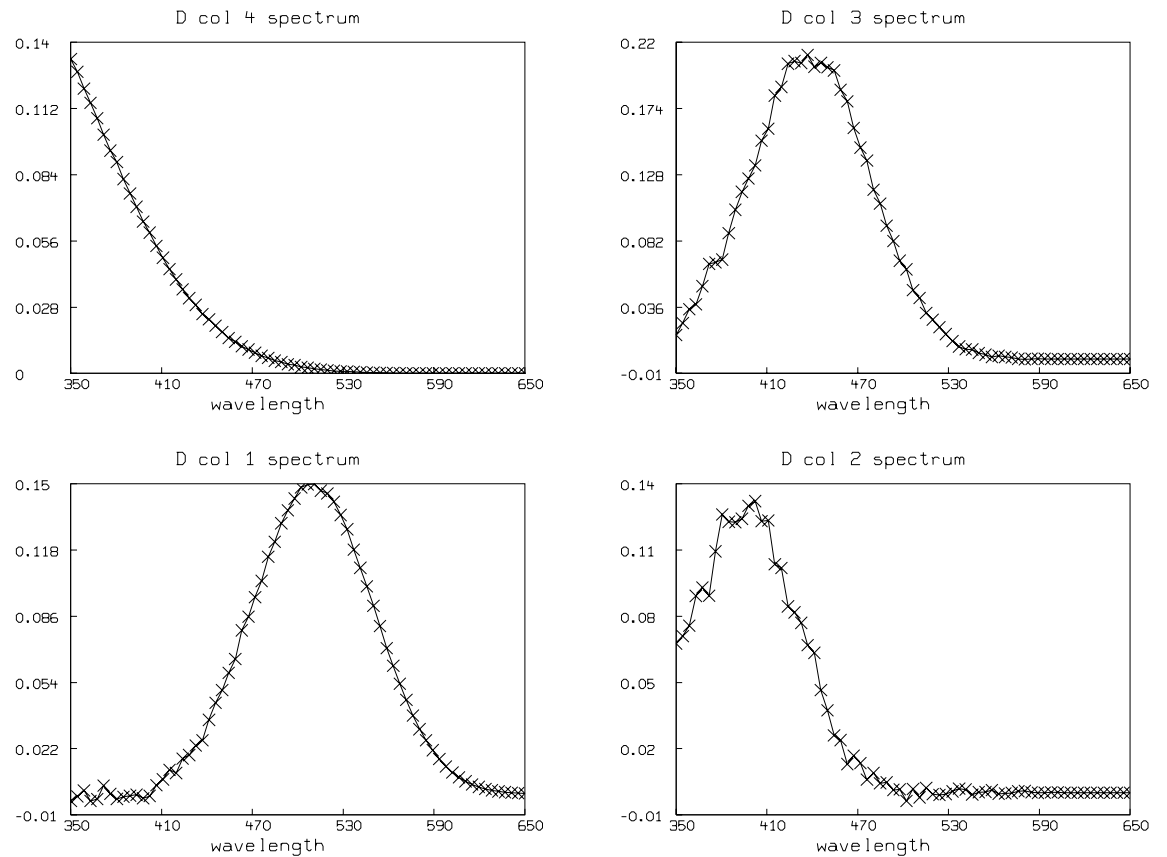 D col 4 spectrum
0.14
0.112
0.084
0.056
0.028
0
350 410 470 530 590 650
wavelength
D col 3 spectrum
0.22
0.174
0.128
0.082
0.036
-0.01
350 410 470 530 590 650
wavelength
D col 1 spectrum
0.15
0.118
0.086
0.054
0.022
-0.01
350 410 470 530 590 650
wavelength
D col 2 spectrum
0.14
0.11
0.08
0.05
0.02
-0.01
350 410 470 530 590 650
wavelength